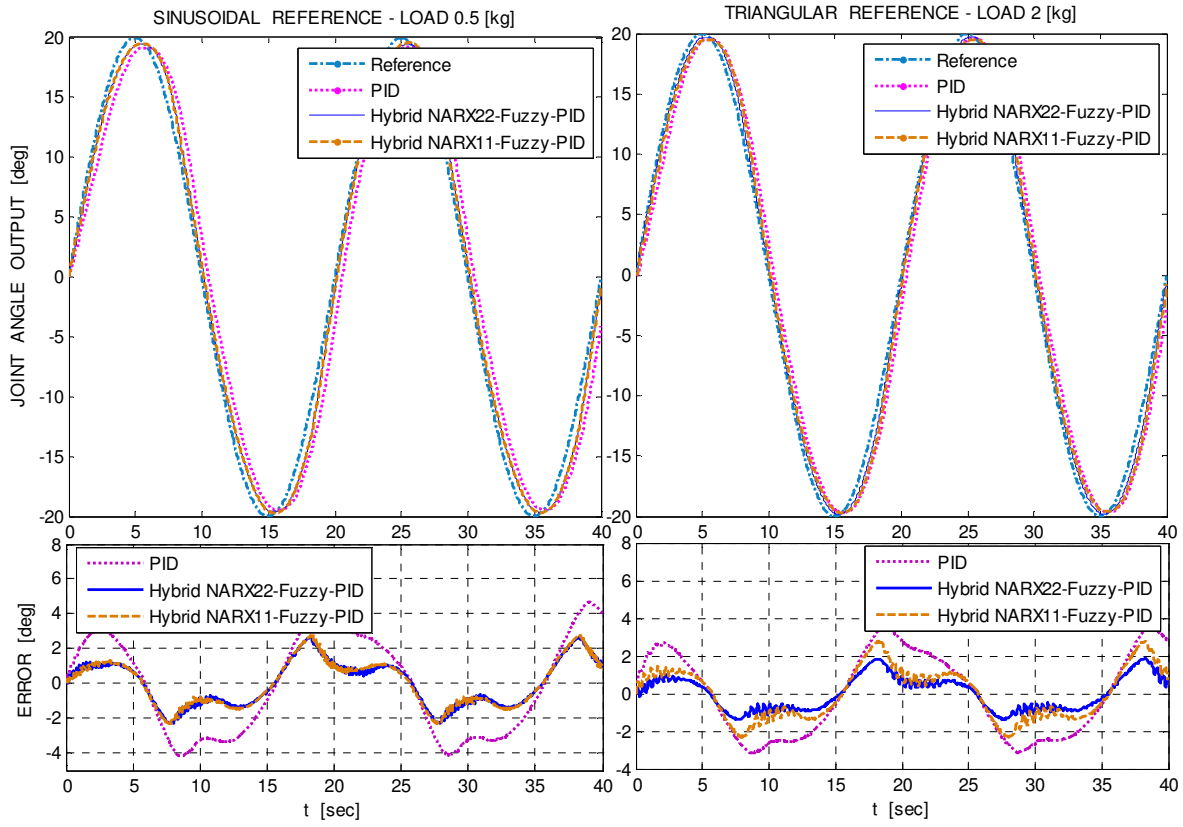 SINUSOIDAL REFERENCE - LOAD 0.5 [kg]
20
15
10
5
0
-5
-10
-15
-20
JOINT ANGLE OUTPUT [deg]
Reference
PID
Hybrid NARX22-Fuzzy-PID
Hybrid NARX11-Fuzzy-PID
0 5 10 15 20 25 30 35 40
TRIANGULAR REFERENCE - LOAD 2 [kg]
20
15
10
5
0
-5
-10
-15
-20
Reference
PID
Hybrid NARX22-Fuzzy-PID
Hybrid NARX11-Fuzzy-PID
0 5 10 15 20 25 30 35 40
8
6
4
2
0
-2
-4
ERROR [deg]
PID
Hybrid NARX22-Fuzzy-PID
Hybrid NARX11-Fuzzy-PID
0 5 10 15 20 25 30 35 40
t [sec]
8
6
4
2
0
-2
-4
PID
Hybrid NARX22-Fuzzy-PID
Hybrid NARX11-Fuzzy-PID
0 5 10 15 20 25 30 35 40
t [sec]